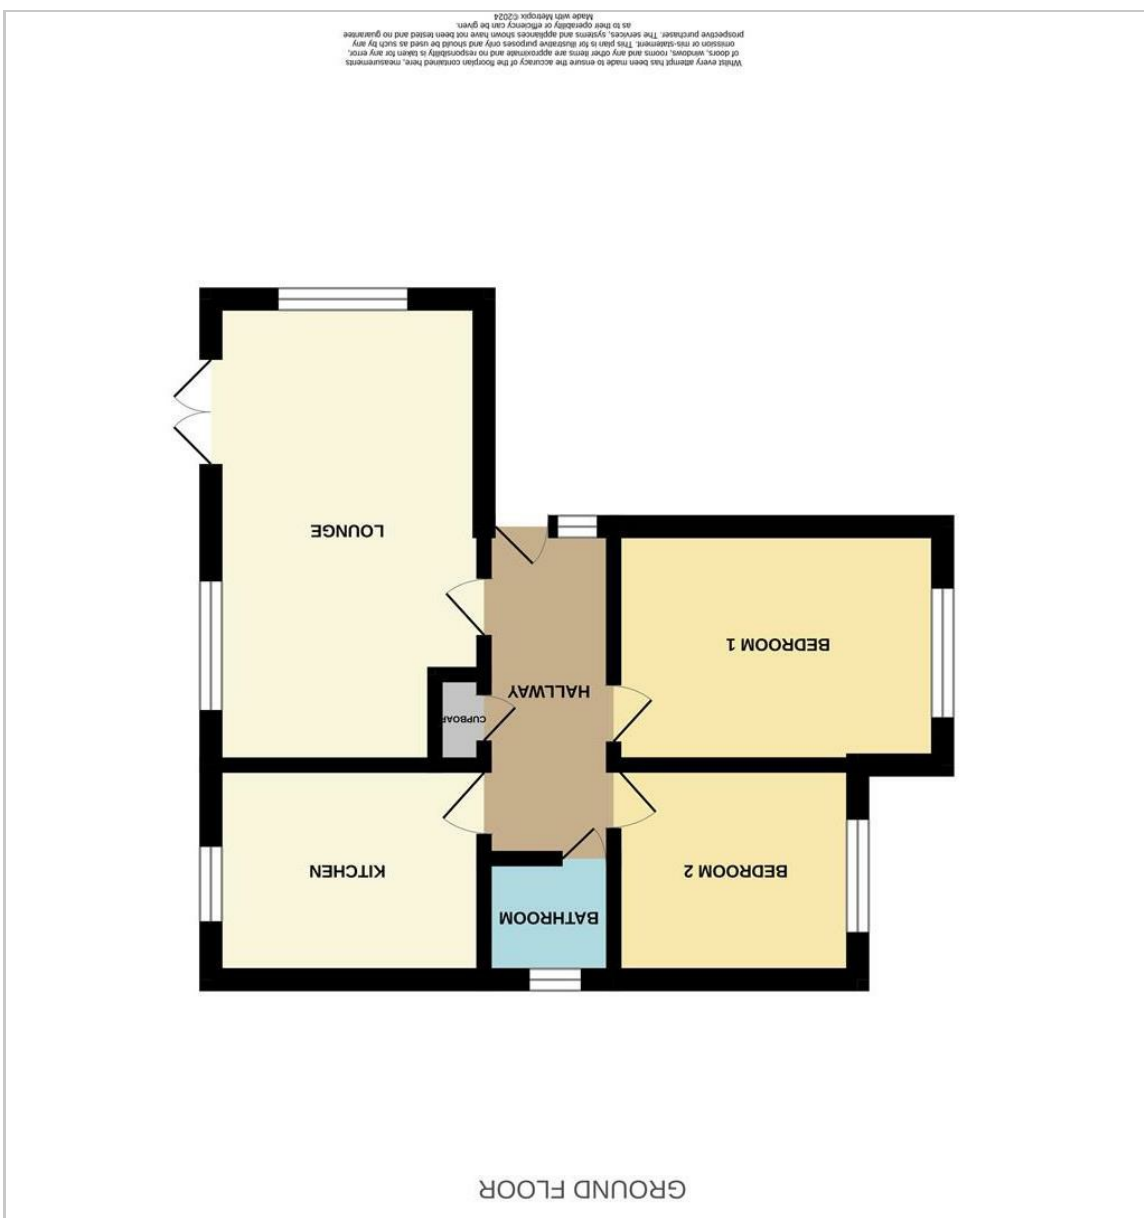 GROUND FLOOR
BATHROOM
KITCHEN
BEDROOM 2
CUPBOAR
HALLWAY
BEDROOM 1
LOUNGE
Whilst every attempt has been made to ensure the accuracy of the floorplan contained here, measurements
of doors, windows, rooms and any other items are approximate and no responsibility is taken for any error,
omission or mis-statement. This plan is for illustrative purposes only and should be used as such by any
prospective purchaser. The services, systems and appliances shown have not been tested and no guarantee
as to their operability or efficiency can be given.
Made with Metropix ©2024